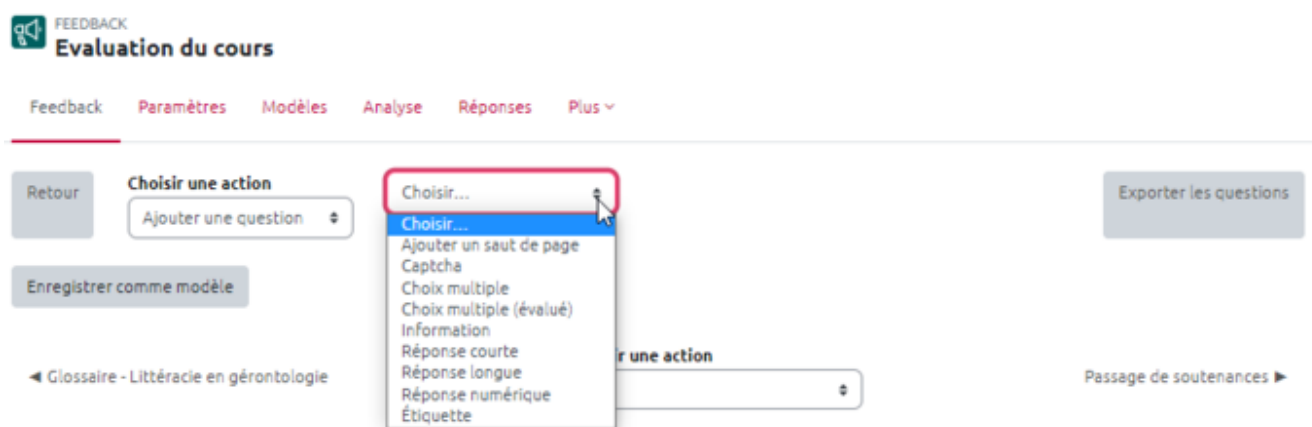 FEEDBACK
Evaluation du cours
Feedback Paramètres Modèles Analyse Réponses Plus
Retour
Choisir une action
Ajouter une question
Choisir...
Exporter les questions
Choisir...
Ajouter un saut de page
Captcha
Choix multiple
Choix multiple (évalué)
Information
Réponse courte
Réponse longue
Réponse numérique
Étiquette
Enregistrer comme modèle
r une action
◄ Glossaire - Littéracie en gérontologie
Passage de soutenances ►